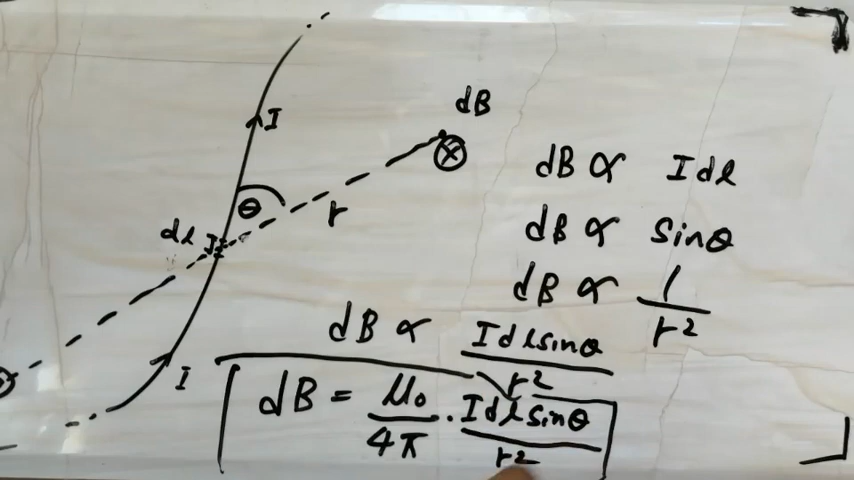 I
dB
dB ∝ Idl
θ
r
dB ∝ sinθ
dl
dB ∝ 1/r²
dB ∝ Idlsinθ/r²
I
dB = μ₀/4π · Idlsinθ/r²